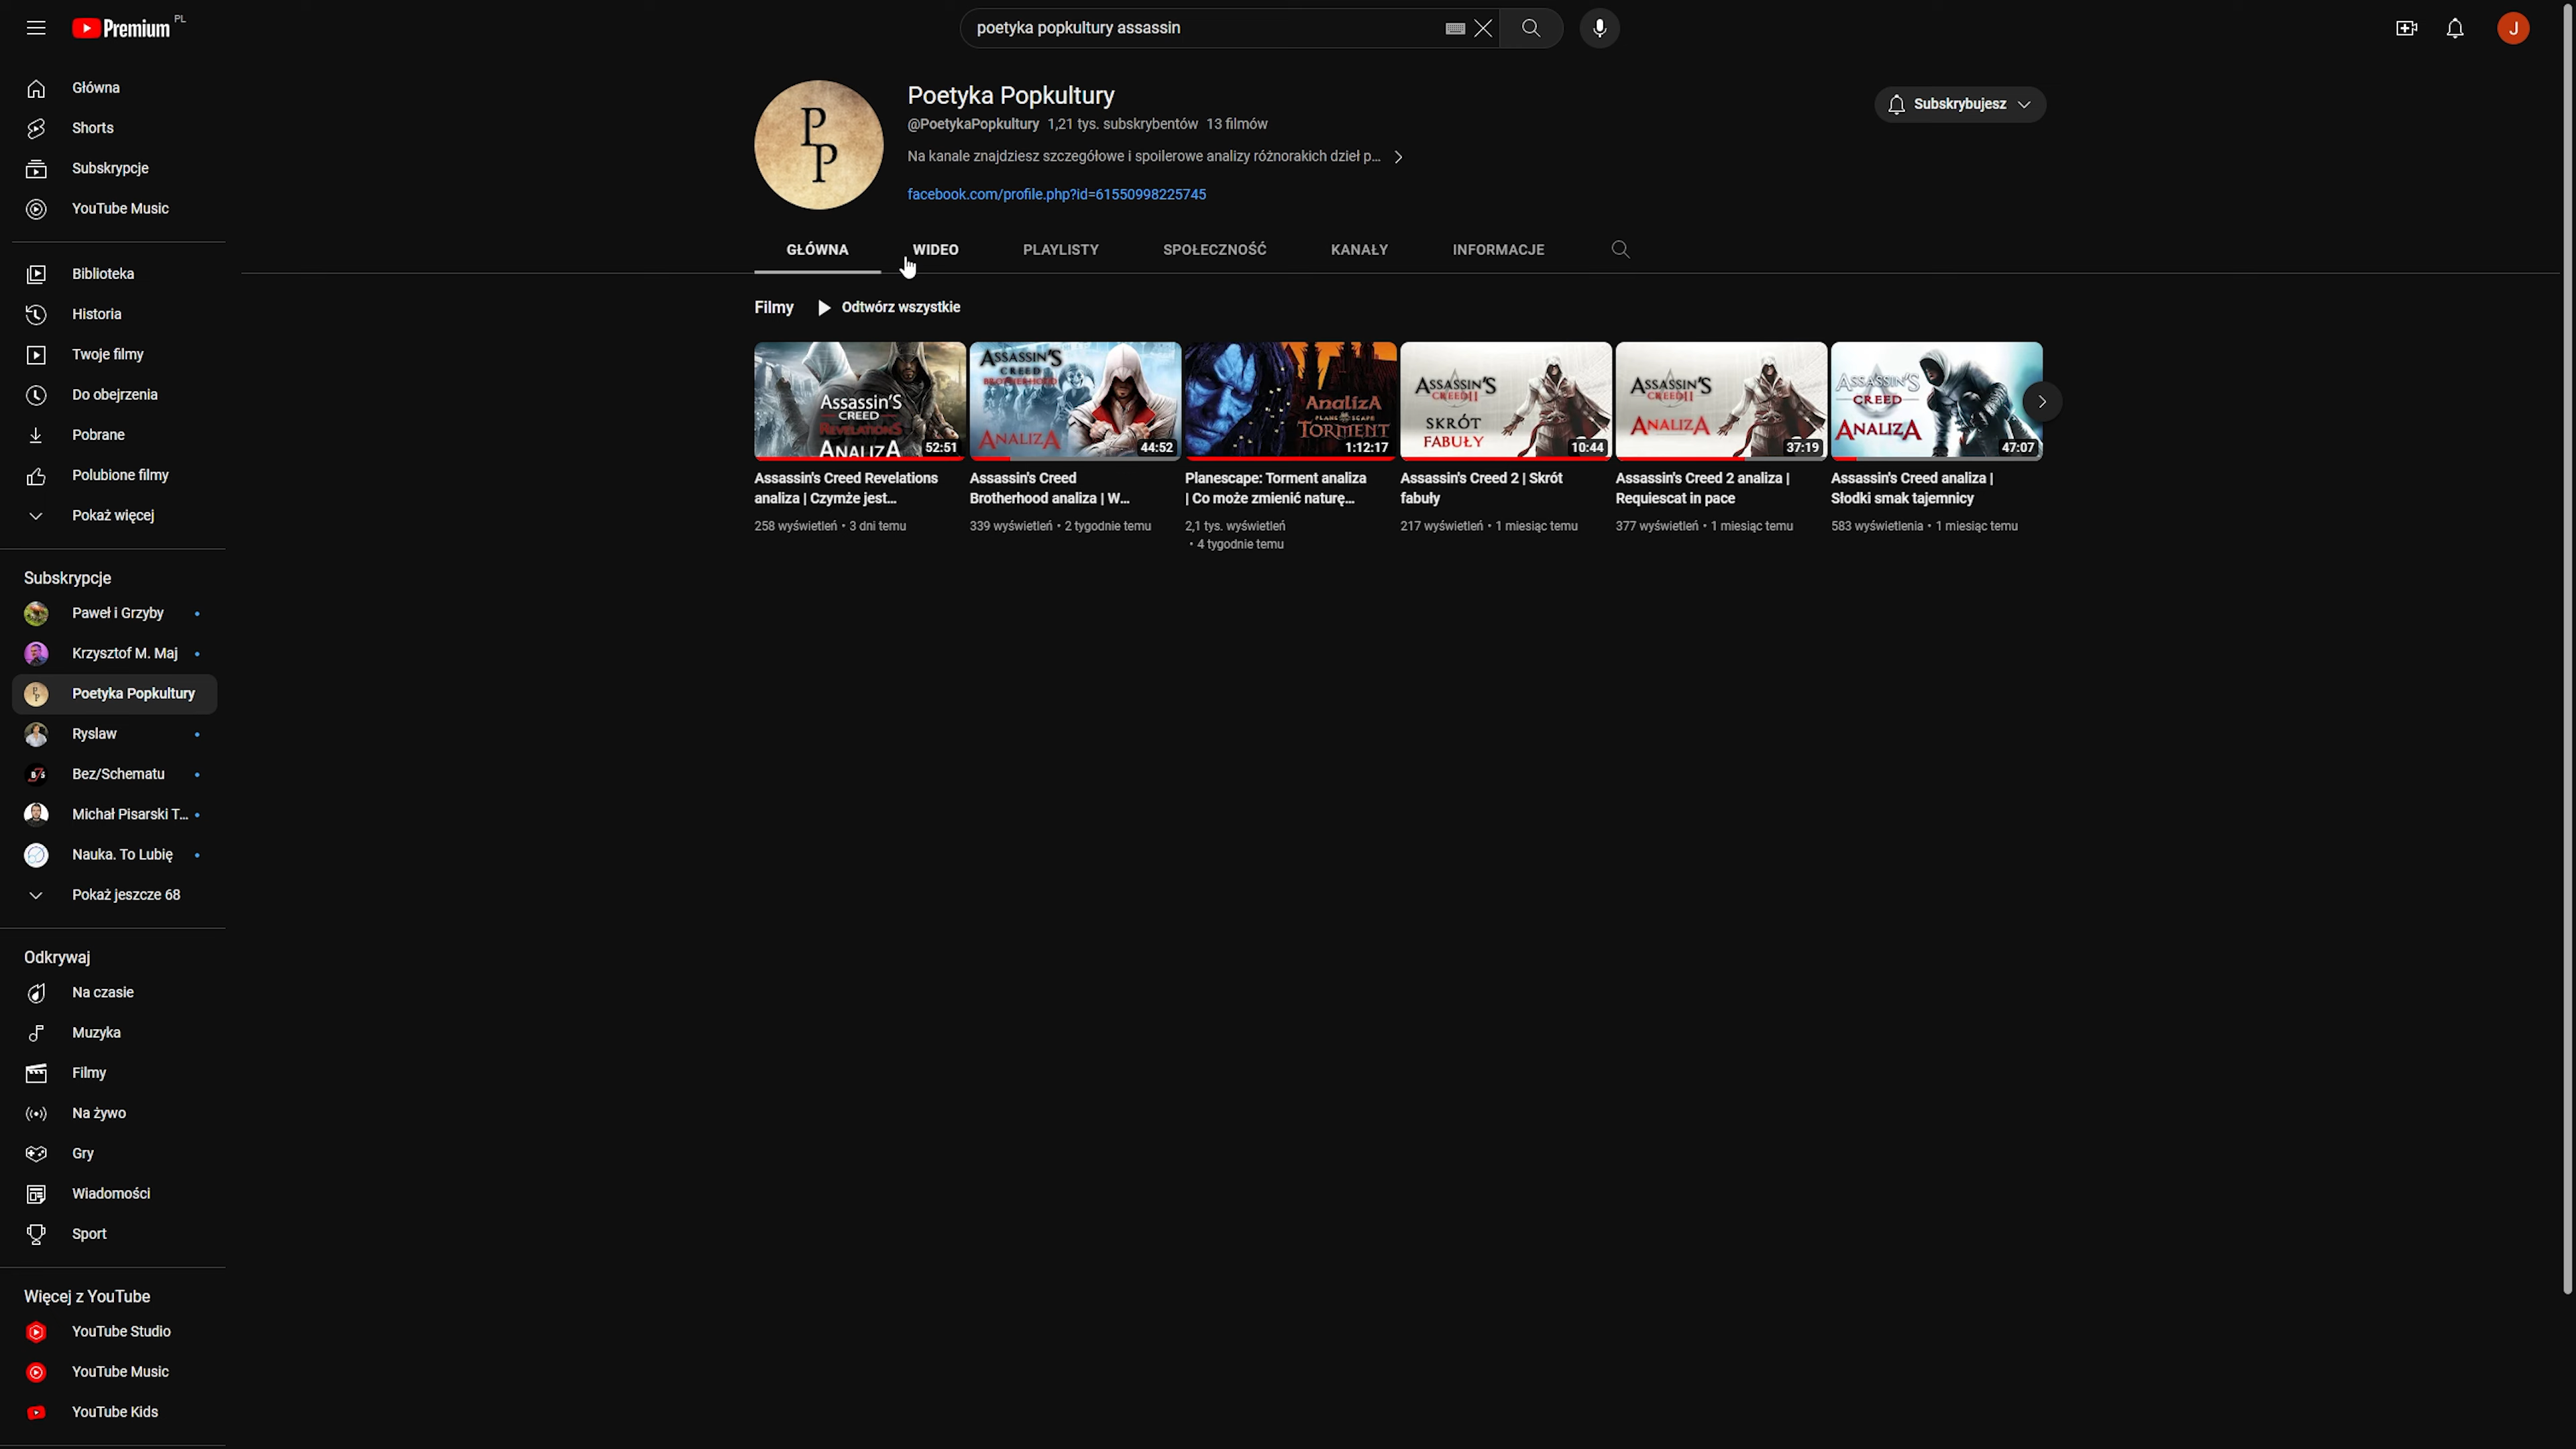 Premium PL
poetyka popkultury assassin
J
Główna
Shorts
Subskrypcje
YouTube Music
Biblioteka
Historia
Twoje filmy
Do obejrzenia
Pobrane
Polubione filmy
Pokaż więcej
Subskrypcje
Paweł i Grzyby
Krzysztof M. Maj
Poetyka Popkultury
Ryslaw
Bez/Schematu
Michał Pisarski T...
Nauka. To Lubię
Pokaż jeszcze 68
Odkrywaj
Na czasie
Muzyka
Filmy
Na żywo
Gry
Wiadomości
Sport
Więcej z YouTube
YouTube Studio
YouTube Music
YouTube Kids
P
P
Poetyka Popkultury
@PoetykaPopkultury 1,21 tys. subskrybentów 13 filmów
Na kanale znajdziesz szczegółowe i spoilerowe analizy różnorakich dzieł p...
facebook.com/profile.php?id=61550998225745
Subskrybujesz
GŁÓWNA WIDEO PLAYLISTY SPOŁECZNOŚĆ KANAŁY INFORMACJE
Filmy Odtwórz wszystkie
ASSASSIN'S
CREED
REVELATIONS
ANALIZA
52:51
Assassin's Creed Revelations
analiza | Czymże jest...
258 wyświetleń • 3 dni temu
ASSASSIN'S
CREED
BROTHERHOOD
ANALIZA
44:52
Assassin's Creed
Brotherhood analiza | W...
339 wyświetleń • 2 tygodnie temu
AnalizA
PLANESCAPE
TORMENT
1:12:17
Planescape: Torment analiza
| Co może zmienić naturę...
2,1 tys. wyświetleń
• 4 tygodnie temu
ASSASSIN'S
CREED II
SKRÓT
FABUŁY
10:44
Assassin's Creed 2 | Skrót
fabuły
217 wyświetleń • 1 miesiąc temu
ASSASSIN'S
CREED II
ANALIZA
37:19
Assassin's Creed 2 analiza |
Requiescat in pace
377 wyświetleń • 1 miesiąc temu
ASSASSIN'S
CREED
ANALIZA
47:07
Assassin's Creed analiza |
Słodki smak tajemnicy
583 wyświetlenia • 1 miesiąc temu